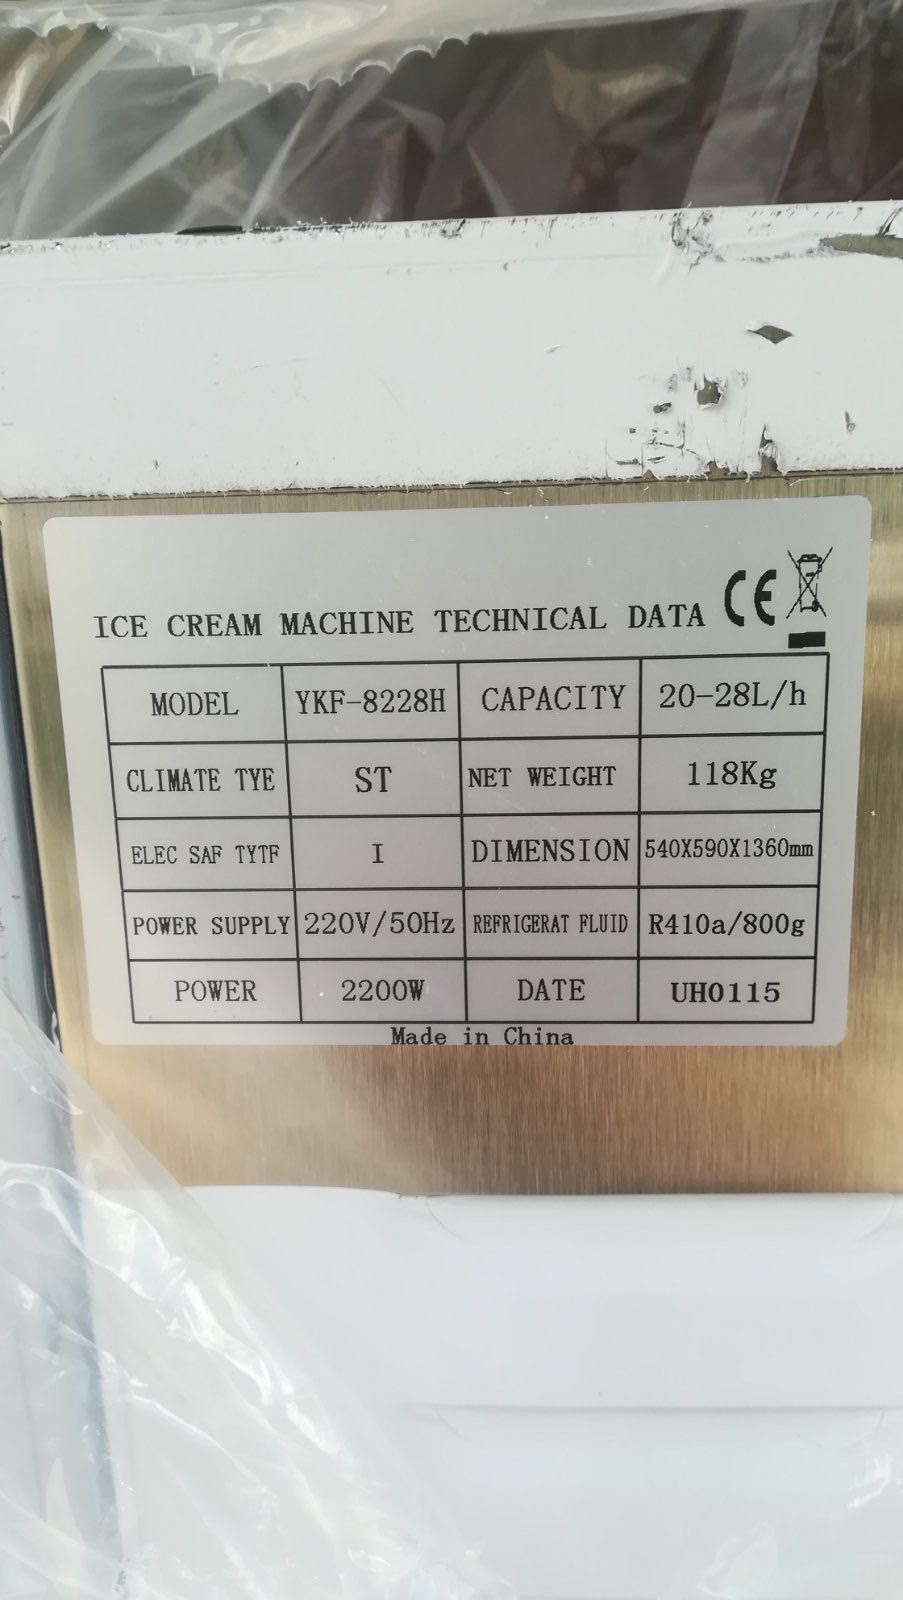 ICE CREAM MACHINE TECHNICAL DATA CE
MODEL YKF-8228H CAPACITY 20-28L/h
CLIMATE TYE ST NET WEIGHT 118Kg
ELEC SAF TYTF I DIMENSION 540X590X1360mm
POWER SUPPLY 220V/50Hz REFRIGERAT FLUID R410a/800g
POWER 2200W DATE UH0115
Made in China